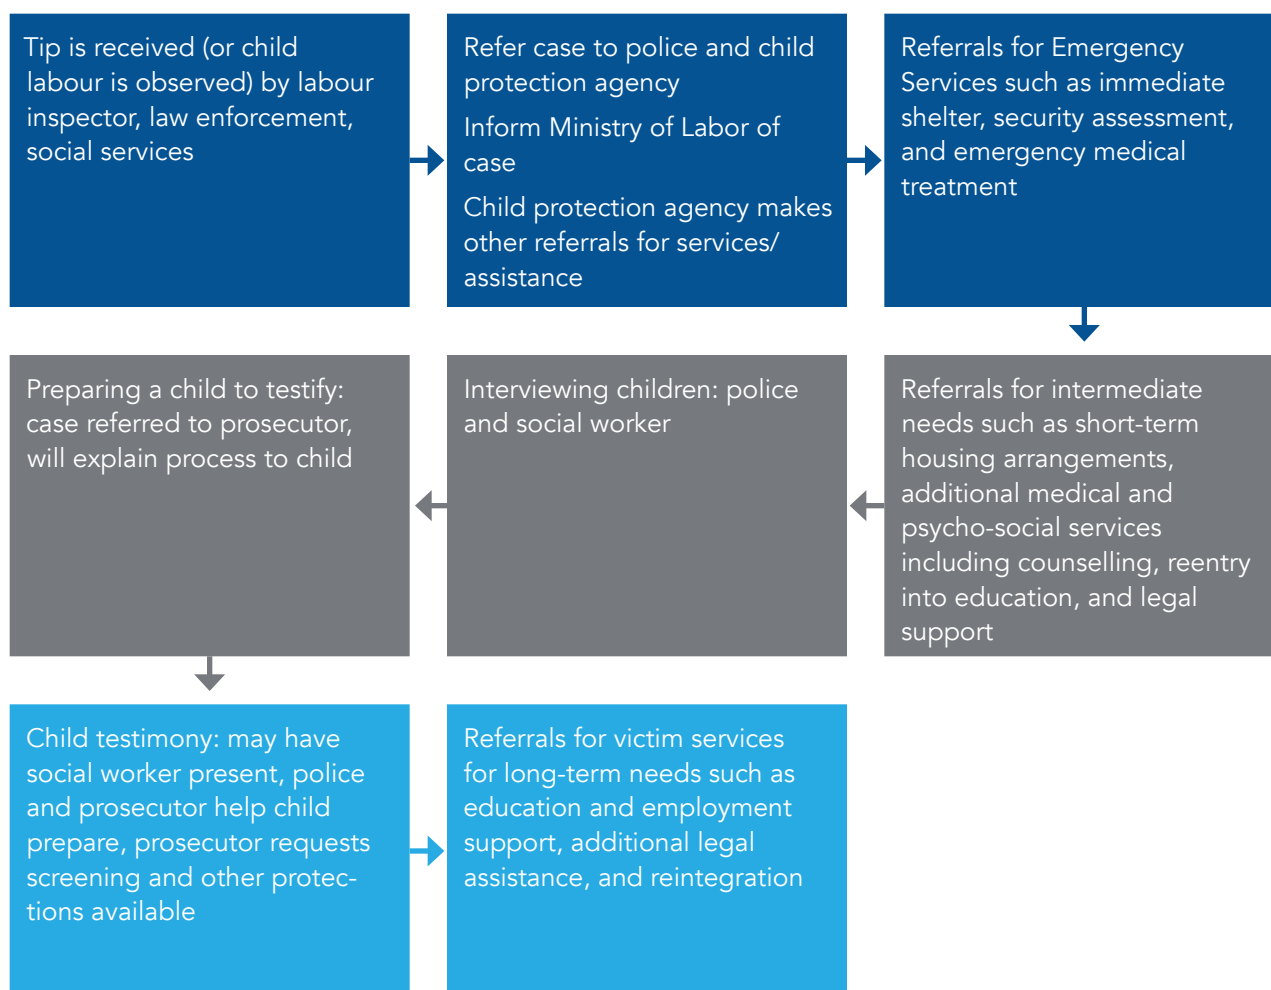 Tip is received (or child
labour is observed) by labour
inspector, law enforcement,
social services
Refer case to police and child
protection agency
Inform Ministry of Labor of
case
Child protection agency makes
other referrals for services/
assistance
Referrals for Emergency
Services such as immediate
shelter, security assessment,
and emergency medical
treatment
Referrals for intermediate
needs such as short-term
housing arrangements,
additional medical and
psycho-social services
including counselling, reentry
into education, and legal
support
Interviewing children: police
and social worker
Preparing a child to testify:
case referred to prosecutor,
will explain process to child
Child testimony: may have
social worker present, police
and prosecutor help child
prepare, prosecutor requests
screening and other protec-
tions available
Referrals for victim services
for long-term needs such as
education and employment
support, additional legal
assistance, and reintegration